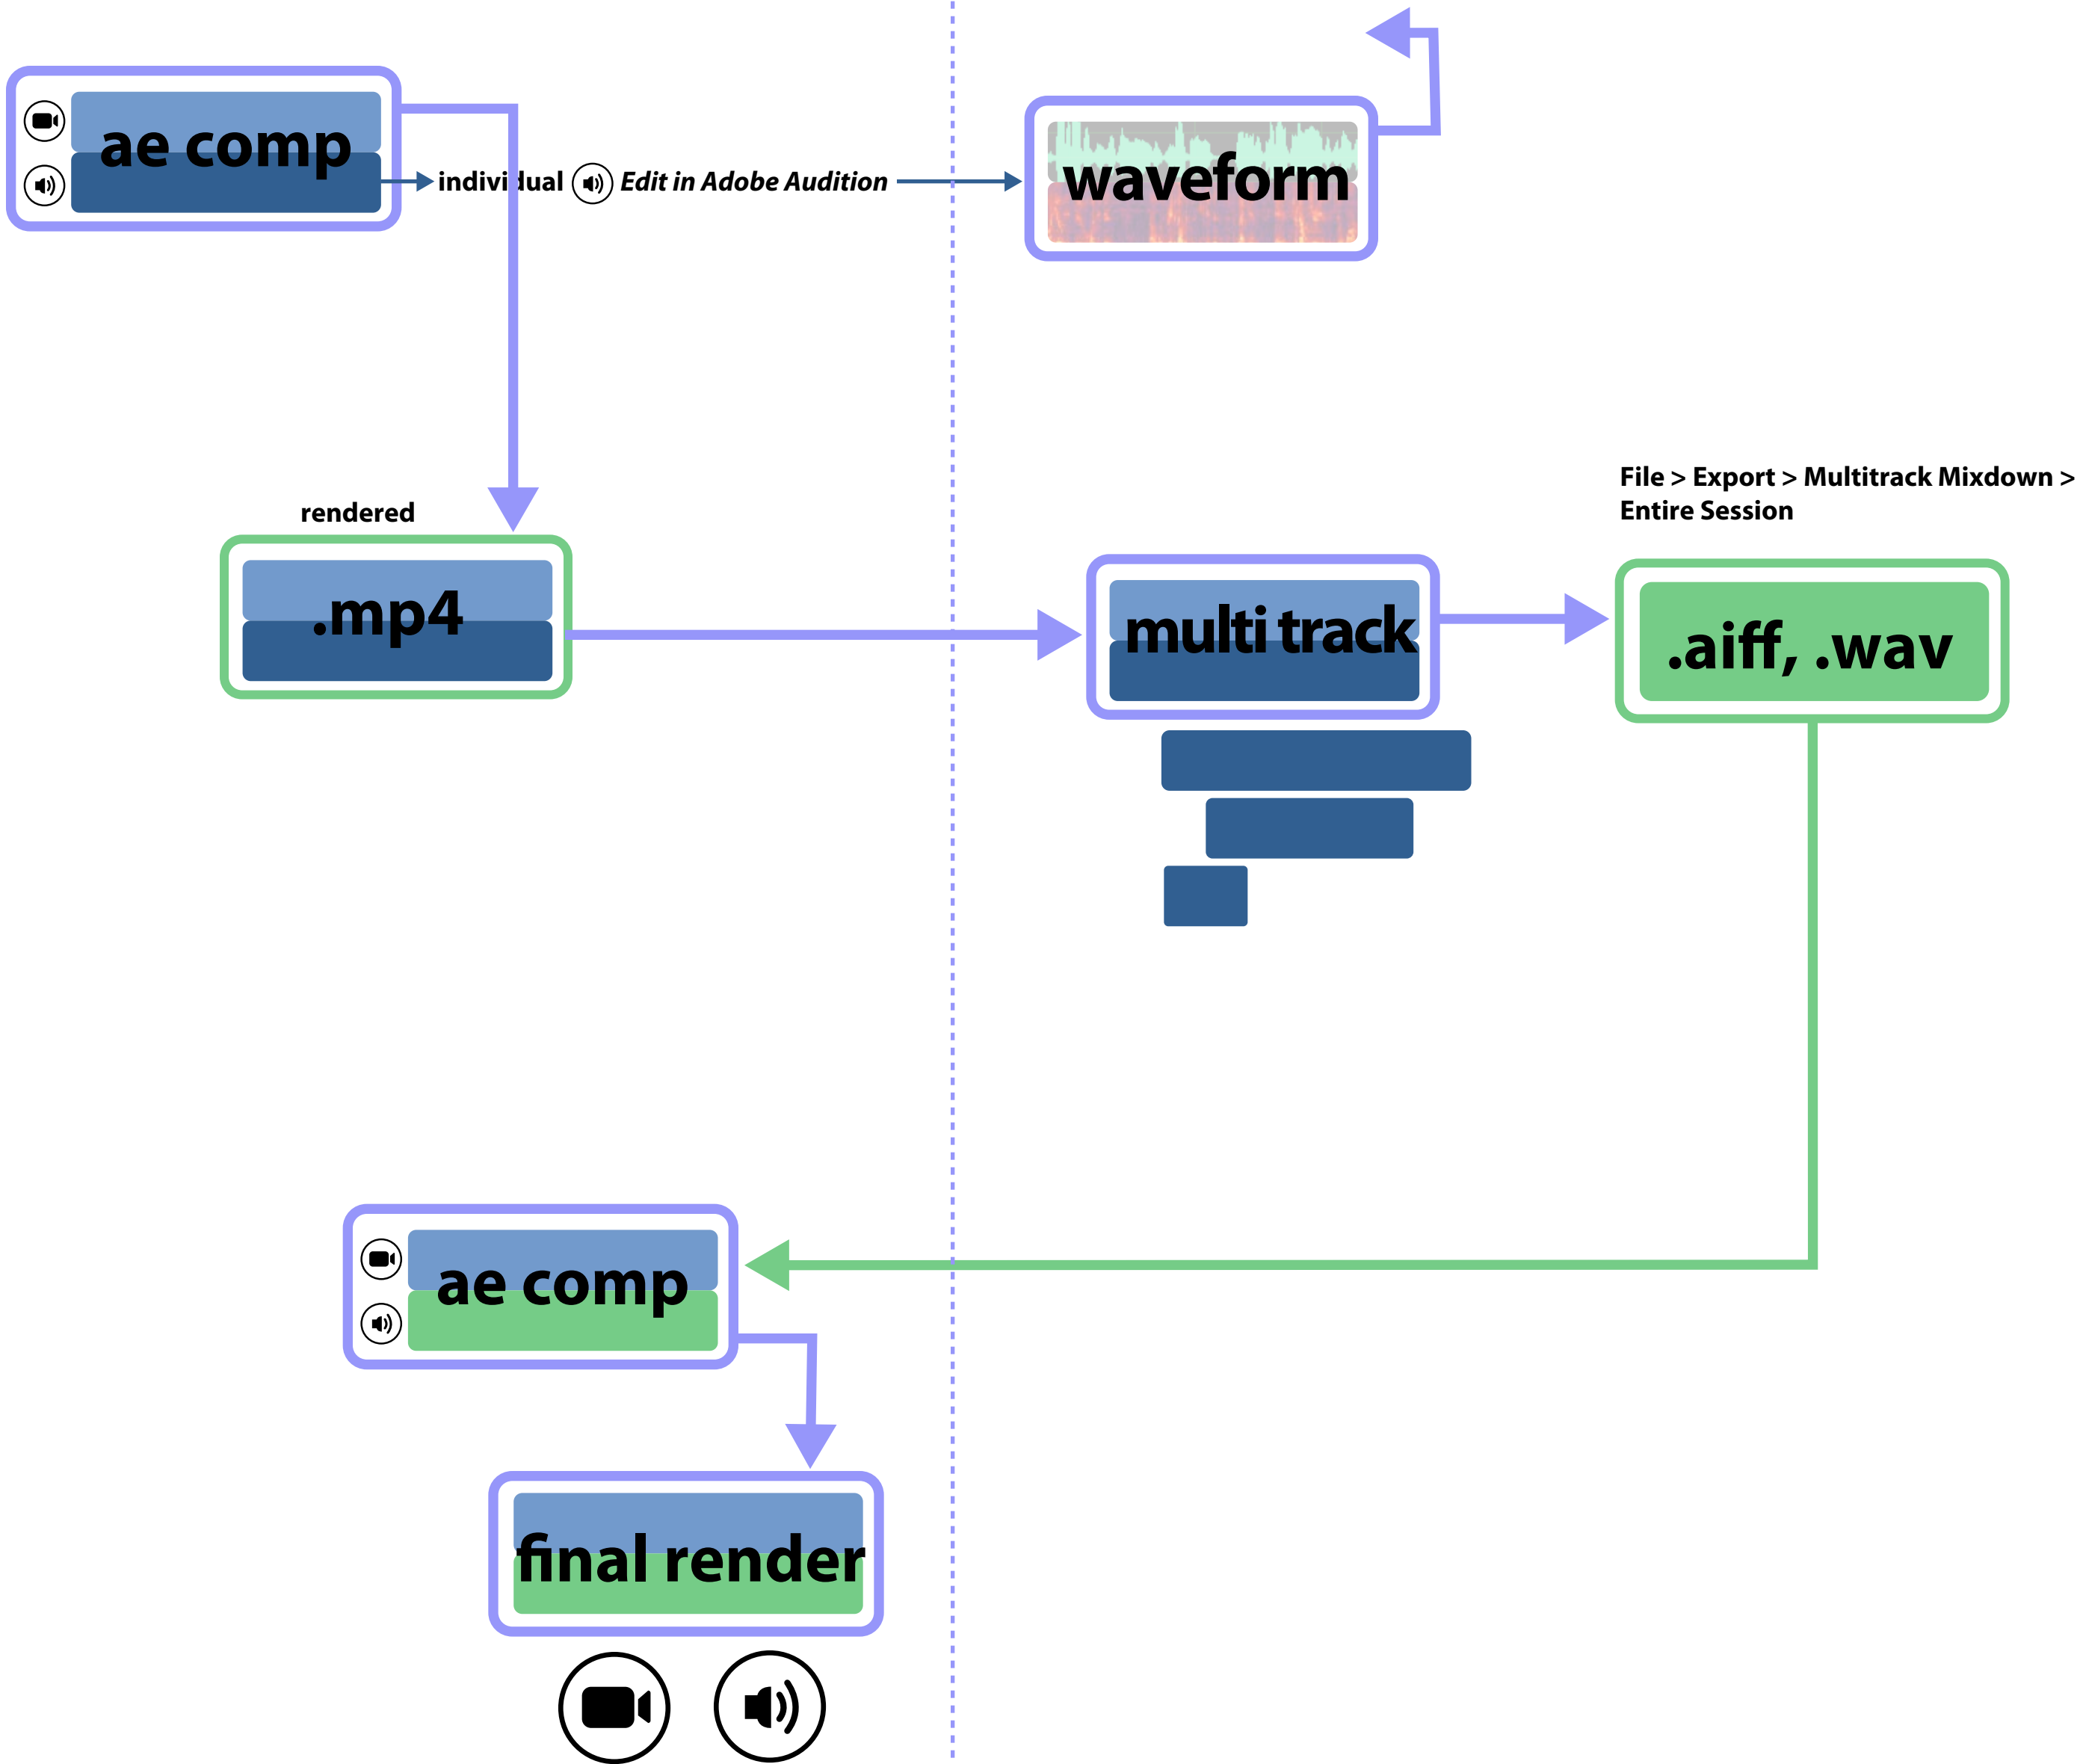 ae comp
individual Edit in Adobe Audition
waveform
File > Export > Multitrack Mixdown >
Entire Session
rendered
.mp4
multi track
.aiff, .wav
ae comp
final render